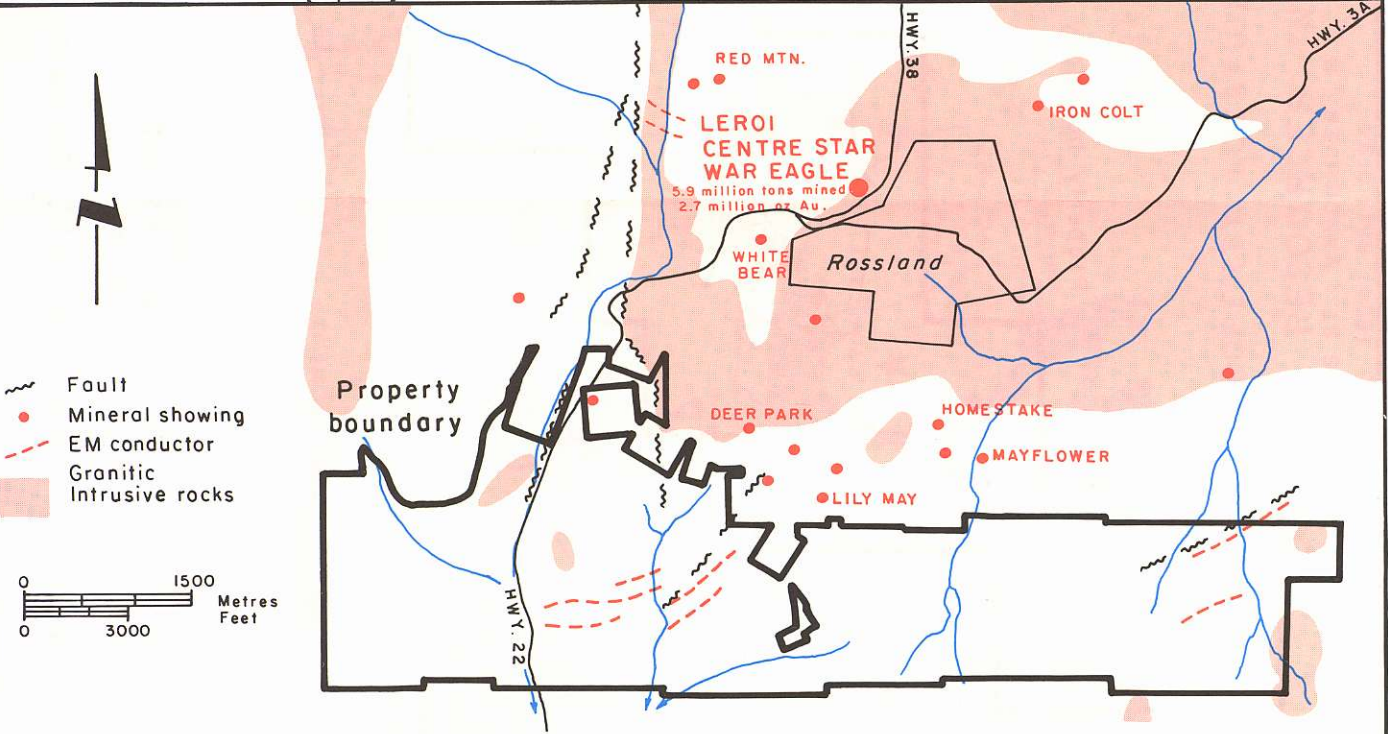 HWY. 38
HWY. 3A
RED MTN.
IRON COLT
LEROI
CENTRE STAR
WAR EAGLE
5.9 million tons mined
2.7 million oz Au.
WHITE
BEAR
Rossland
Property
boundary
Fault
Mineral showing
EM conductor
Granitic
Intrusive rocks
DEER PARK
HOMESTAKE
MAYFLOWER
LILY MAY
0 1500
Metres
Feet
0 3000
HWY. 22